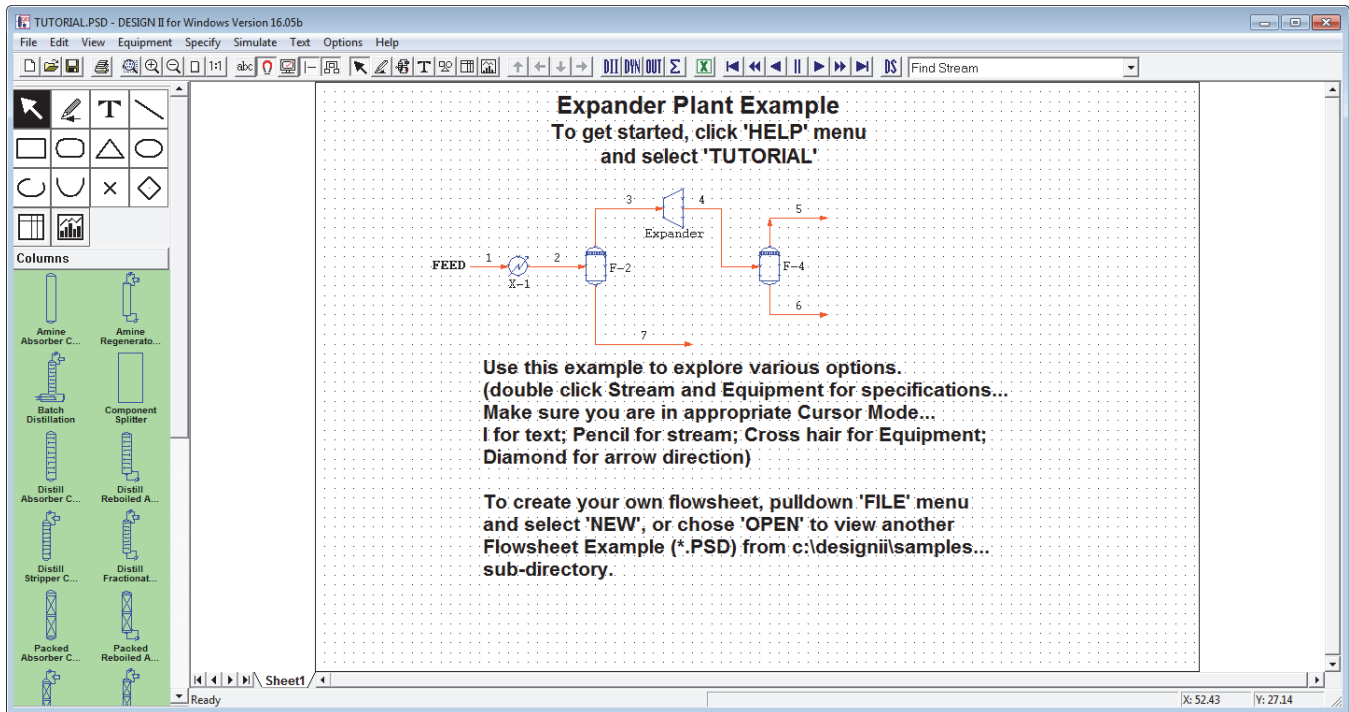 TUTORIAL.PSD - DESIGN II for Windows Version 16.05b
File Edit View Equipment Specify Simulate Text Options Help
1:1 abc T DII DYN OUT Σ X DS Find Stream
T
Columns
Amine
Absorber C...
Amine
Regenerato...
Batch
Distillation
Component
Splitter
Distill
Absorber C...
Distill
Reboiled A...
Distill
Stripper C...
Distill
Fractionat...
Packed
Absorber C...
Packed
Reboiled A...
Expander Plant Example
To get started, click 'HELP' menu
and select 'TUTORIAL'
3 4 5
Expander
FEED 1 2 F-2 F-4
X-1
6
7
Use this example to explore various options.
(double click Stream and Equipment for specifications...
Make sure you are in appropriate Cursor Mode...
I for text; Pencil for stream; Cross hair for Equipment;
Diamond for arrow direction)
To create your own flowsheet, pulldown 'FILE' menu
and select 'NEW', or chose 'OPEN' to view another
Flowsheet Example (*.PSD) from c:\designii\samples...
sub-directory.
Sheet1
Ready X: 52.43 Y: 27.14